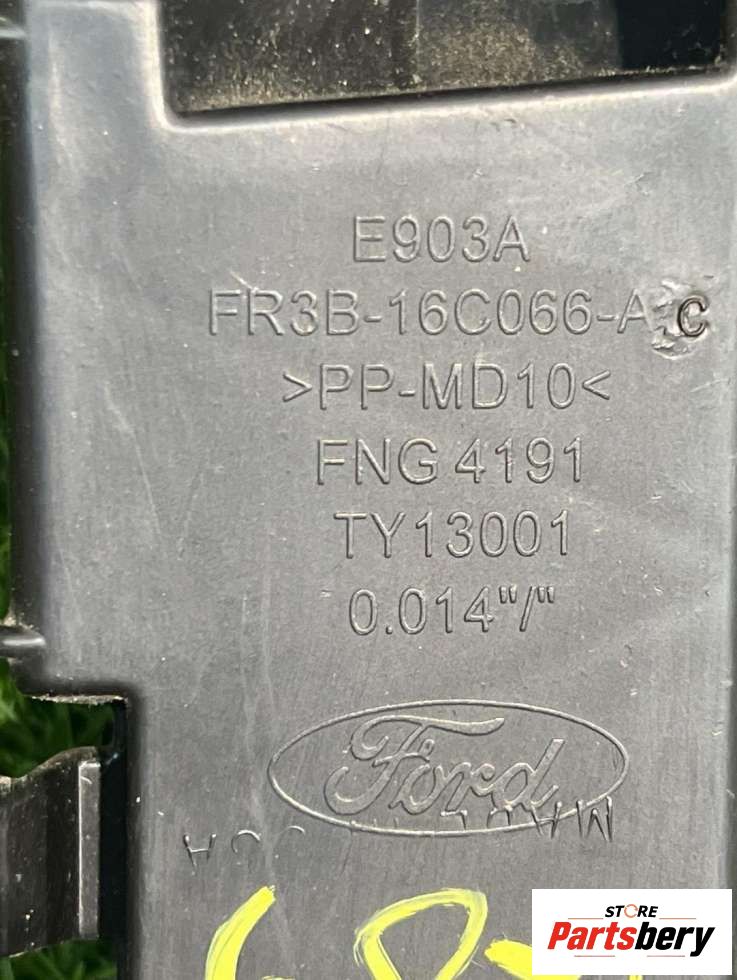 E903A
FR3B-16C066-AC
>PP-MD10<
FNG 4191
TY13001
0.014"/"
Ford
STORE
Partsbery